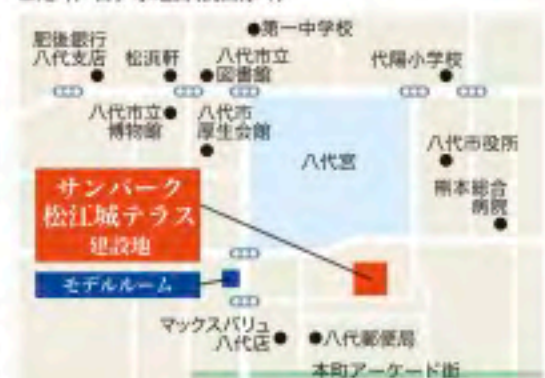 第一中学校
肥後銀行
八代支店
松浜軒
八代市立
図書館
代陽小学校
八代市立
博物館
八代市
厚生会館
八代宮
八代市役所
熊本総合
病院
サンパーク
松江城テラス
建設地
モデルルーム
マックスバリュ
八代店
八代郵便局
本町アーケード街